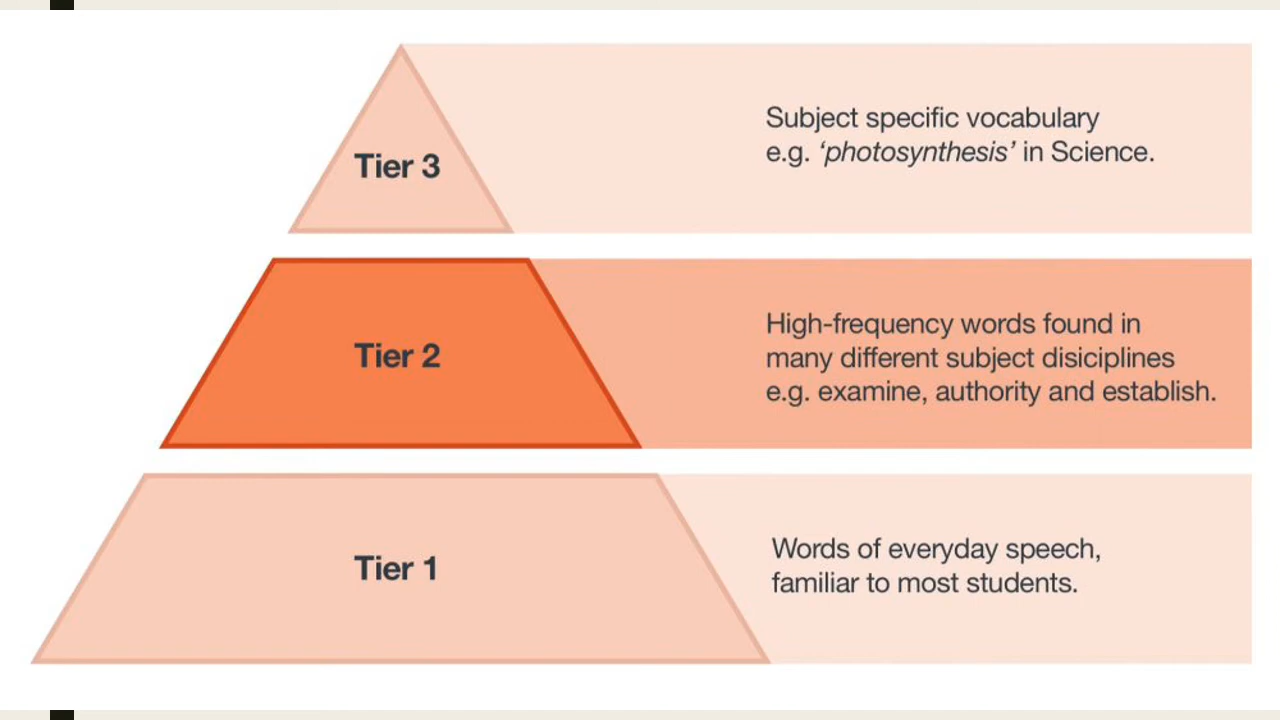 Tier 3
Subject specific vocabulary
e.g. ‘photosynthesis’ in Science.
Tier 2
High-frequency words found in
many different subject disiciplines
e.g. examine, authority and establish.
Tier 1
Words of everyday speech,
familiar to most students.